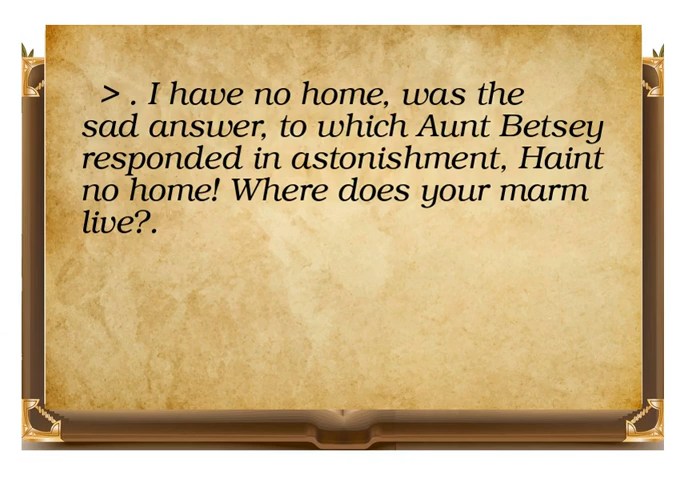 > . I have no home, was the
sad answer, to which Aunt Betsey
responded in astonishment, Haint
no home! Where does your marm
live?.